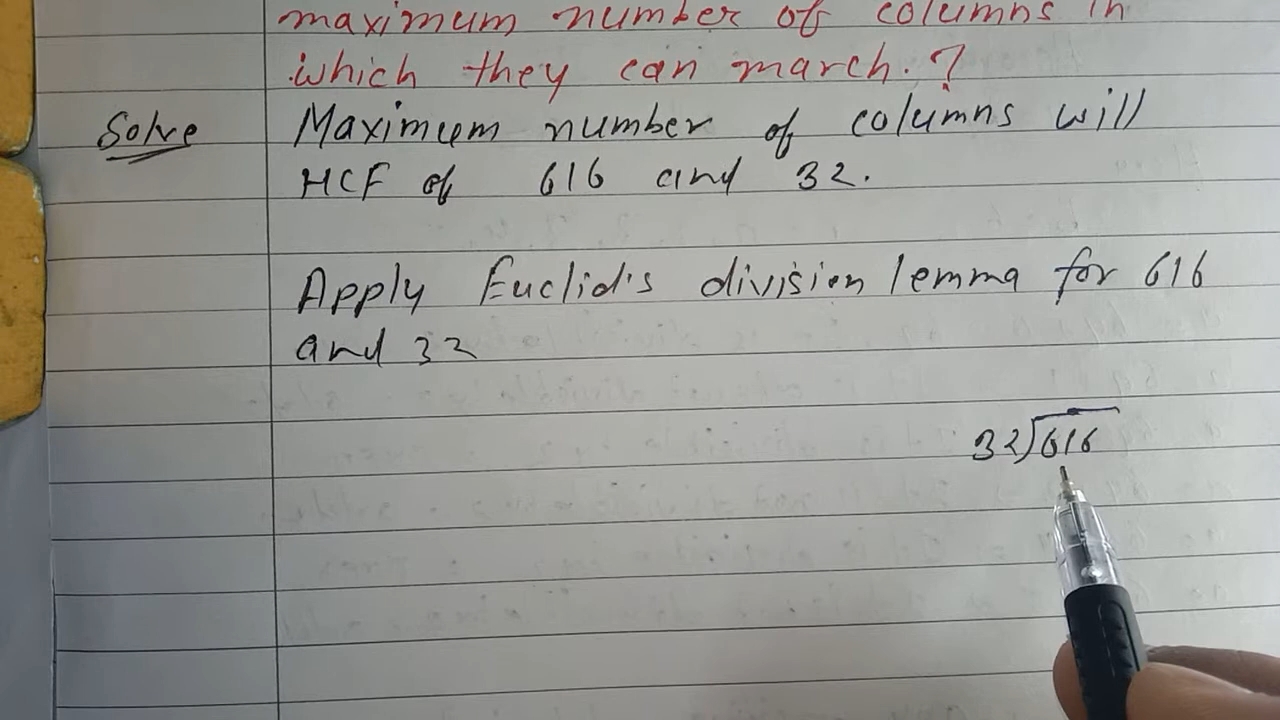 maximum number of columns in
which they can march.?
Solve
Maximum number of columns will
HCF of 616 and 32.
Apply Euclid's division lemma for 616
and 32
32)616